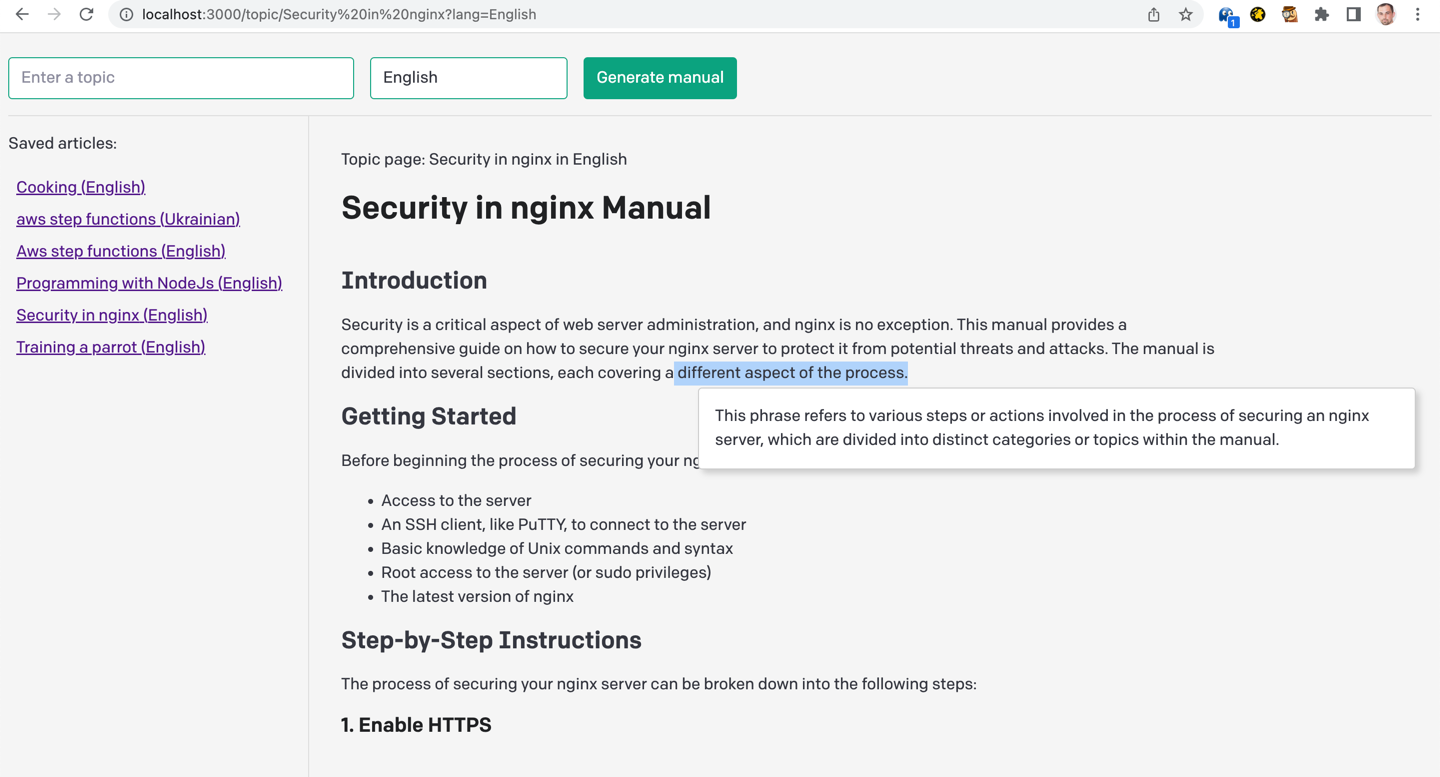 localhost:3000/topic/Security%20in%20nginx?lang=English
1
Enter a topic
English
Generate manual
Saved articles:
Cooking (English)
aws step functions (Ukrainian)
Aws step functions (English)
Programming with NodeJs (English)
Security in nginx (English)
Training a parrot (English)
Topic page: Security in nginx in English
Security in nginx Manual
Introduction
Security is a critical aspect of web server administration, and nginx is no exception. This manual provides a
comprehensive guide on how to secure your nginx server to protect it from potential threats and attacks. The manual is
divided into several sections, each covering a different aspect of the process.
This phrase refers to various steps or actions involved in the process of securing an nginx
server, which are divided into distinct categories or topics within the manual.
Getting Started
Before beginning the process of securing your
• Access to the server
• An SSH client, like PuTTY, to connect to the server
• Basic knowledge of Unix commands and syntax
• Root access to the server (or sudo privileges)
• The latest version of nginx
Step-by-Step Instructions
The process of securing your nginx server can be broken down into the following steps:
1. Enable HTTPS